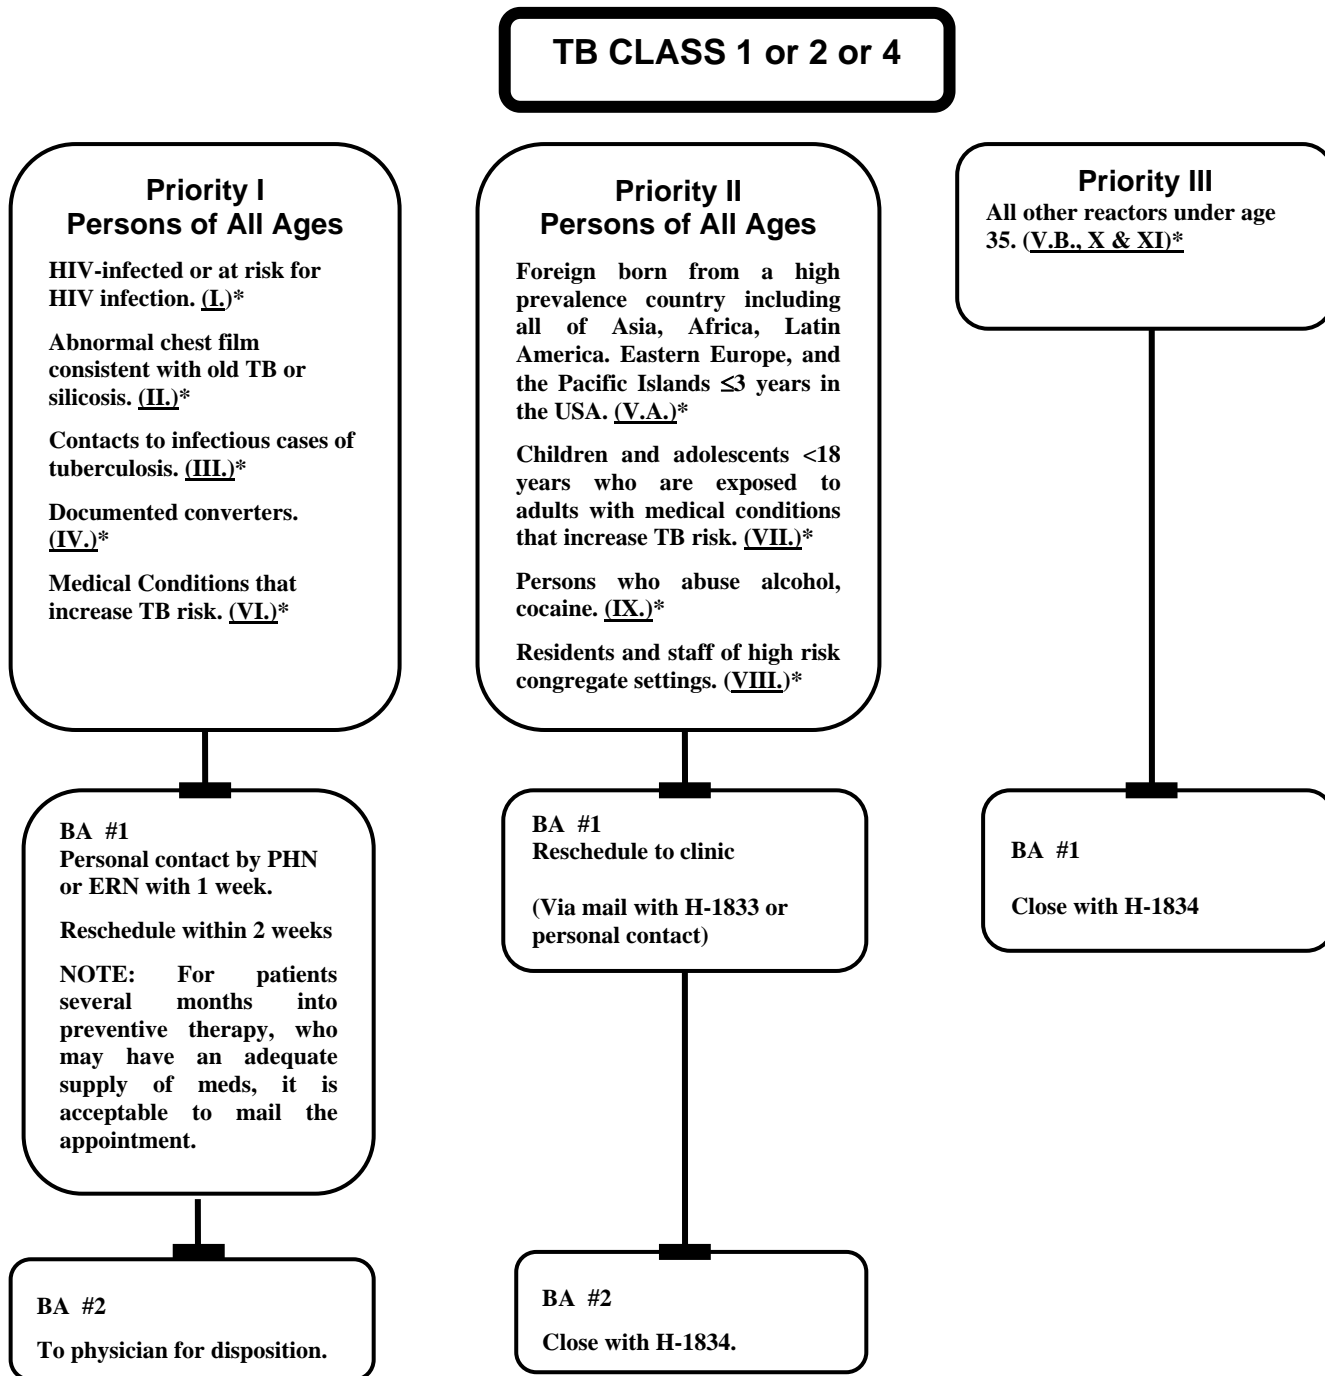 TB CLASS 1 or 2 or 4
Priority I
Persons of All Ages
HIV-infected or at risk for
HIV infection. (I.)*
Abnormal chest film
consistent with old TB or
silicosis. (II.)*
Contacts to infectious cases of
tuberculosis. (III.)*
Documented converters.
(IV.)*
Medical Conditions that
increase TB risk. (VI.)*
Priority II
Persons of All Ages
Foreign born from a high
prevalence country including
all of Asia, Africa, Latin
America. Eastern Europe, and
the Pacific Islands ≤3 years in
the USA. (V.A.)*
Children and adolescents <18
years who are exposed to
adults with medical conditions
that increase TB risk. (VII.)*
Persons who abuse alcohol,
cocaine. (IX.)*
Residents and staff of high risk
congregate settings. (VIII.)*
Priority III
All other reactors under age
35. (V.B., X & XI)*
BA #1
Personal contact by PHN
or ERN with 1 week.
Reschedule within 2 weeks
NOTE: For patients
several months into
preventive therapy, who
may have an adequate
supply of meds, it is
acceptable to mail the
appointment.
BA #1
Reschedule to clinic
(Via mail with H-1833 or
personal contact)
BA #1
Close with H-1834
BA #2
To physician for disposition.
BA #2
Close with H-1834.